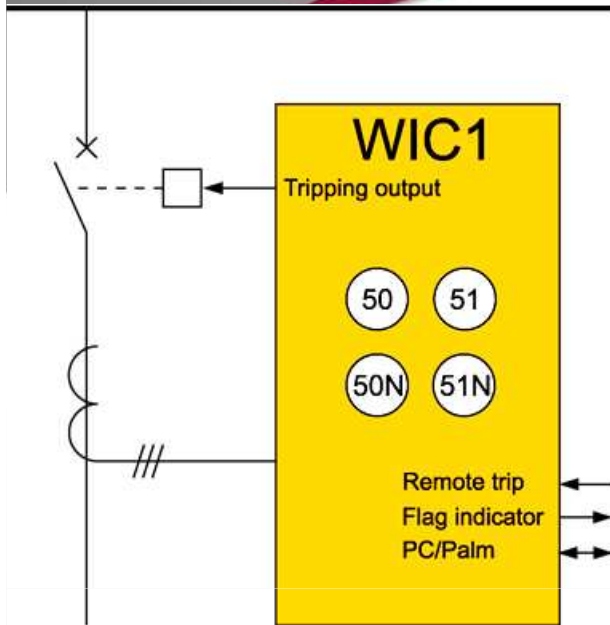 WIC1
Tripping output
50 51
50N 51N
Remote trip
Flag indicator
PC/Palm